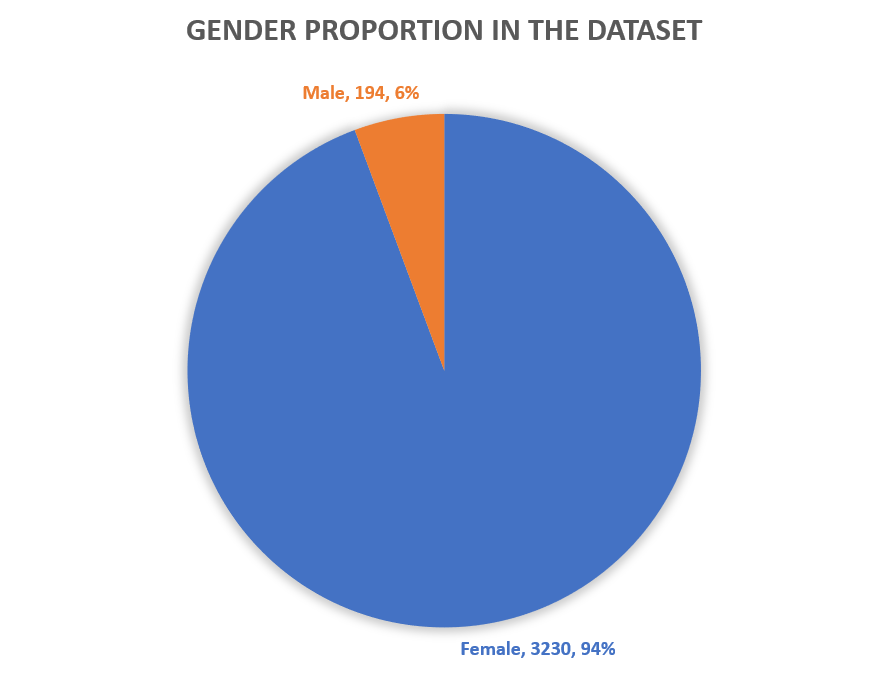 GENDER PROPORTION IN THE DATASET
Male, 194, 6%
Female, 3230, 94%